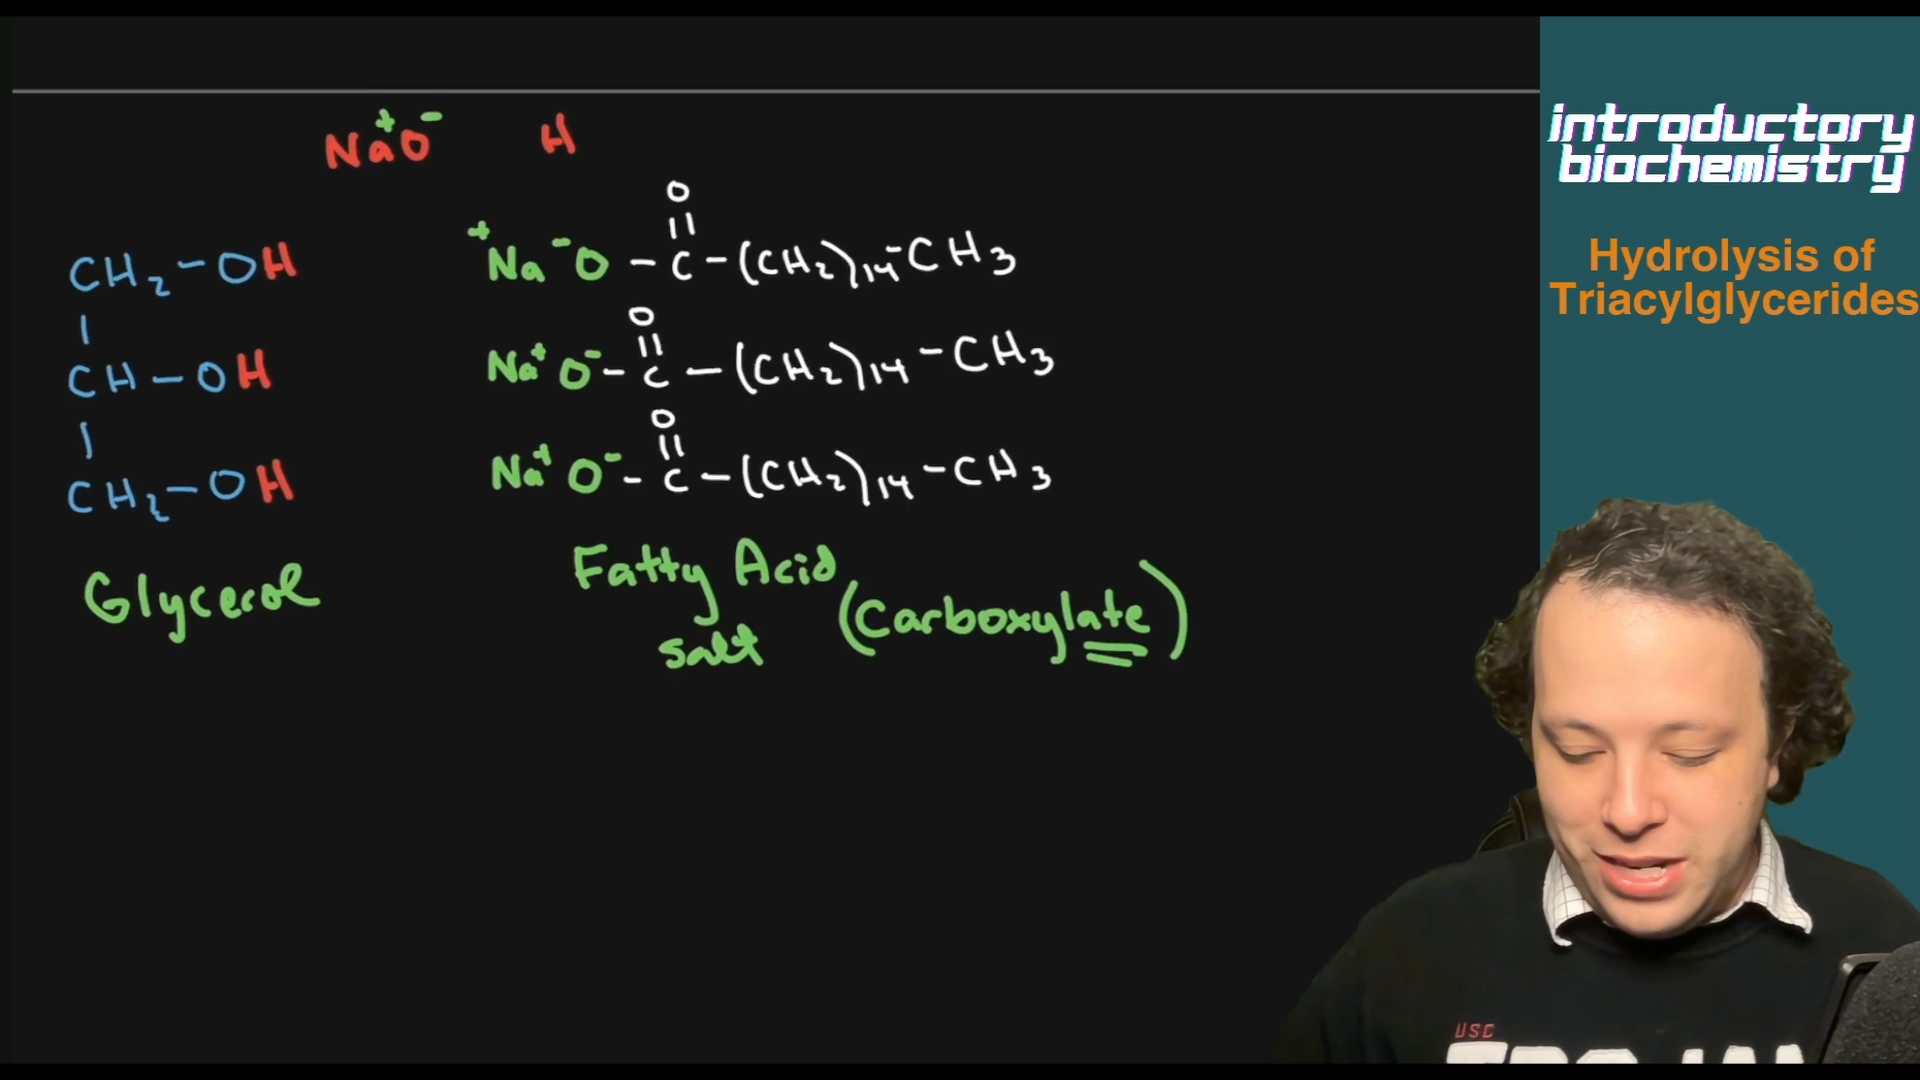 Na⁺O⁻ H
introductory
biochemistry
Hydrolysis of
Triacylglycerides
O
||
CH₂-OH ⁺Na ⁻O-C-(CH₂)₁₄-CH₃
|
O
||
CH-OH Na⁺ O⁻-C-(CH₂)₁₄-CH₃
|
O
||
CH₂-OH Na⁺ O⁻-C-(CH₂)₁₄-CH₃
Glycerol
Fatty Acid
salt
(Carboxylate)
USC